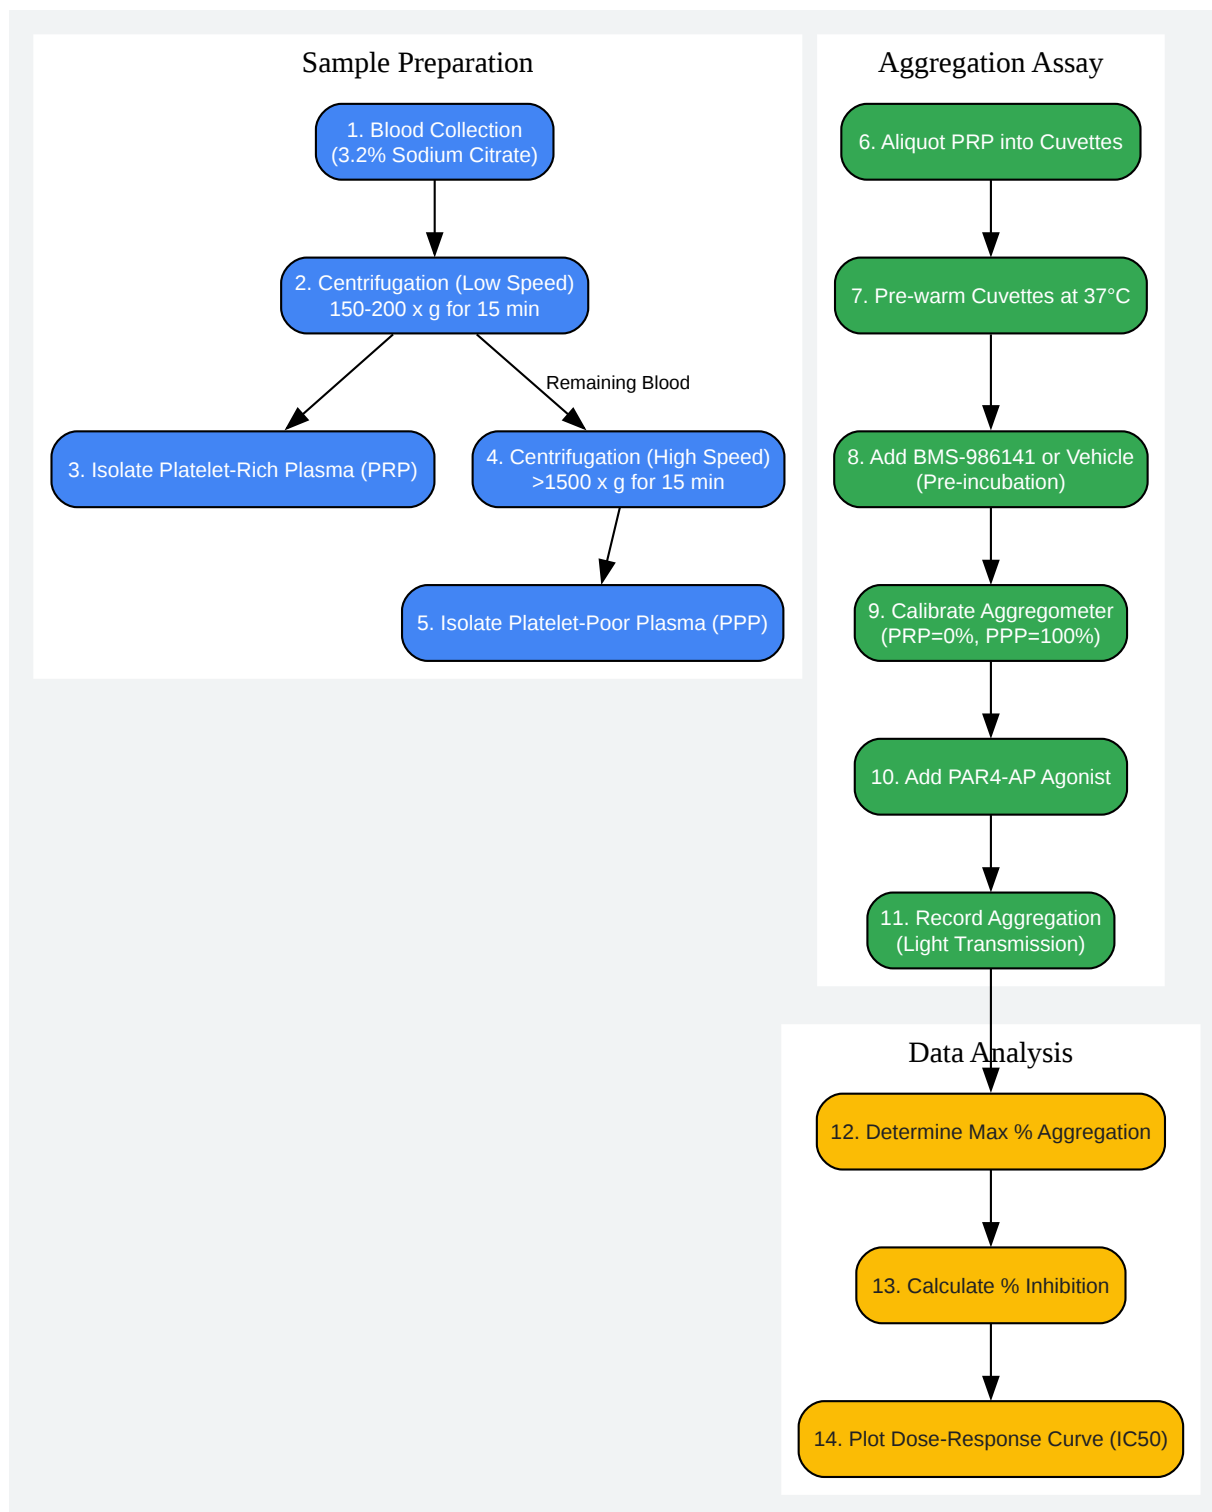 Sample Preparation
1. Blood Collection
(3.2% Sodium Citrate)
2. Centrifugation (Low Speed)
150-200 x g for 15 min
Remaining Blood
3. Isolate Platelet-Rich Plasma (PRP)
4. Centrifugation (High Speed)
>1500 x g for 15 min
5. Isolate Platelet-Poor Plasma (PPP)
Aggregation Assay
6. Aliquot PRP into Cuvettes
7. Pre-warm Cuvettes at 37°C
8. Add BMS-986141 or Vehicle
(Pre-incubation)
9. Calibrate Aggregometer
(PRP=0%, PPP=100%)
10. Add PAR4-AP Agonist
11. Record Aggregation
(Light Transmission)
Data Analysis
12. Determine Max % Aggregation
13. Calculate % Inhibition
14. Plot Dose-Response Curve (IC50)